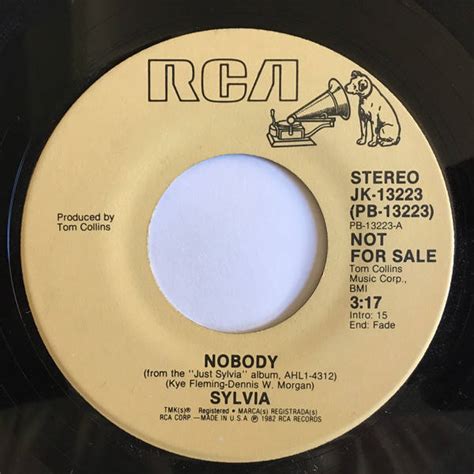 RCA
STEREO
JK-13223
(PB-13223)
PB-13223-A
NOT
FOR SALE
Tom Collins
Music Corp.,
BMI
3:17
Intro: 15
End: Fade
Produced by
Tom Collins
NOBODY
(from the "Just Sylvia" album, AHL1-4312)
(Kye Fleming-Dennis W. Morgan)
SYLVIA
TMK(s) ® Registered • MARCA(s) REGISTRADA(s)
RCA CORP — MADE IN U.S.A. ℗ 1982 RCA RECORDS